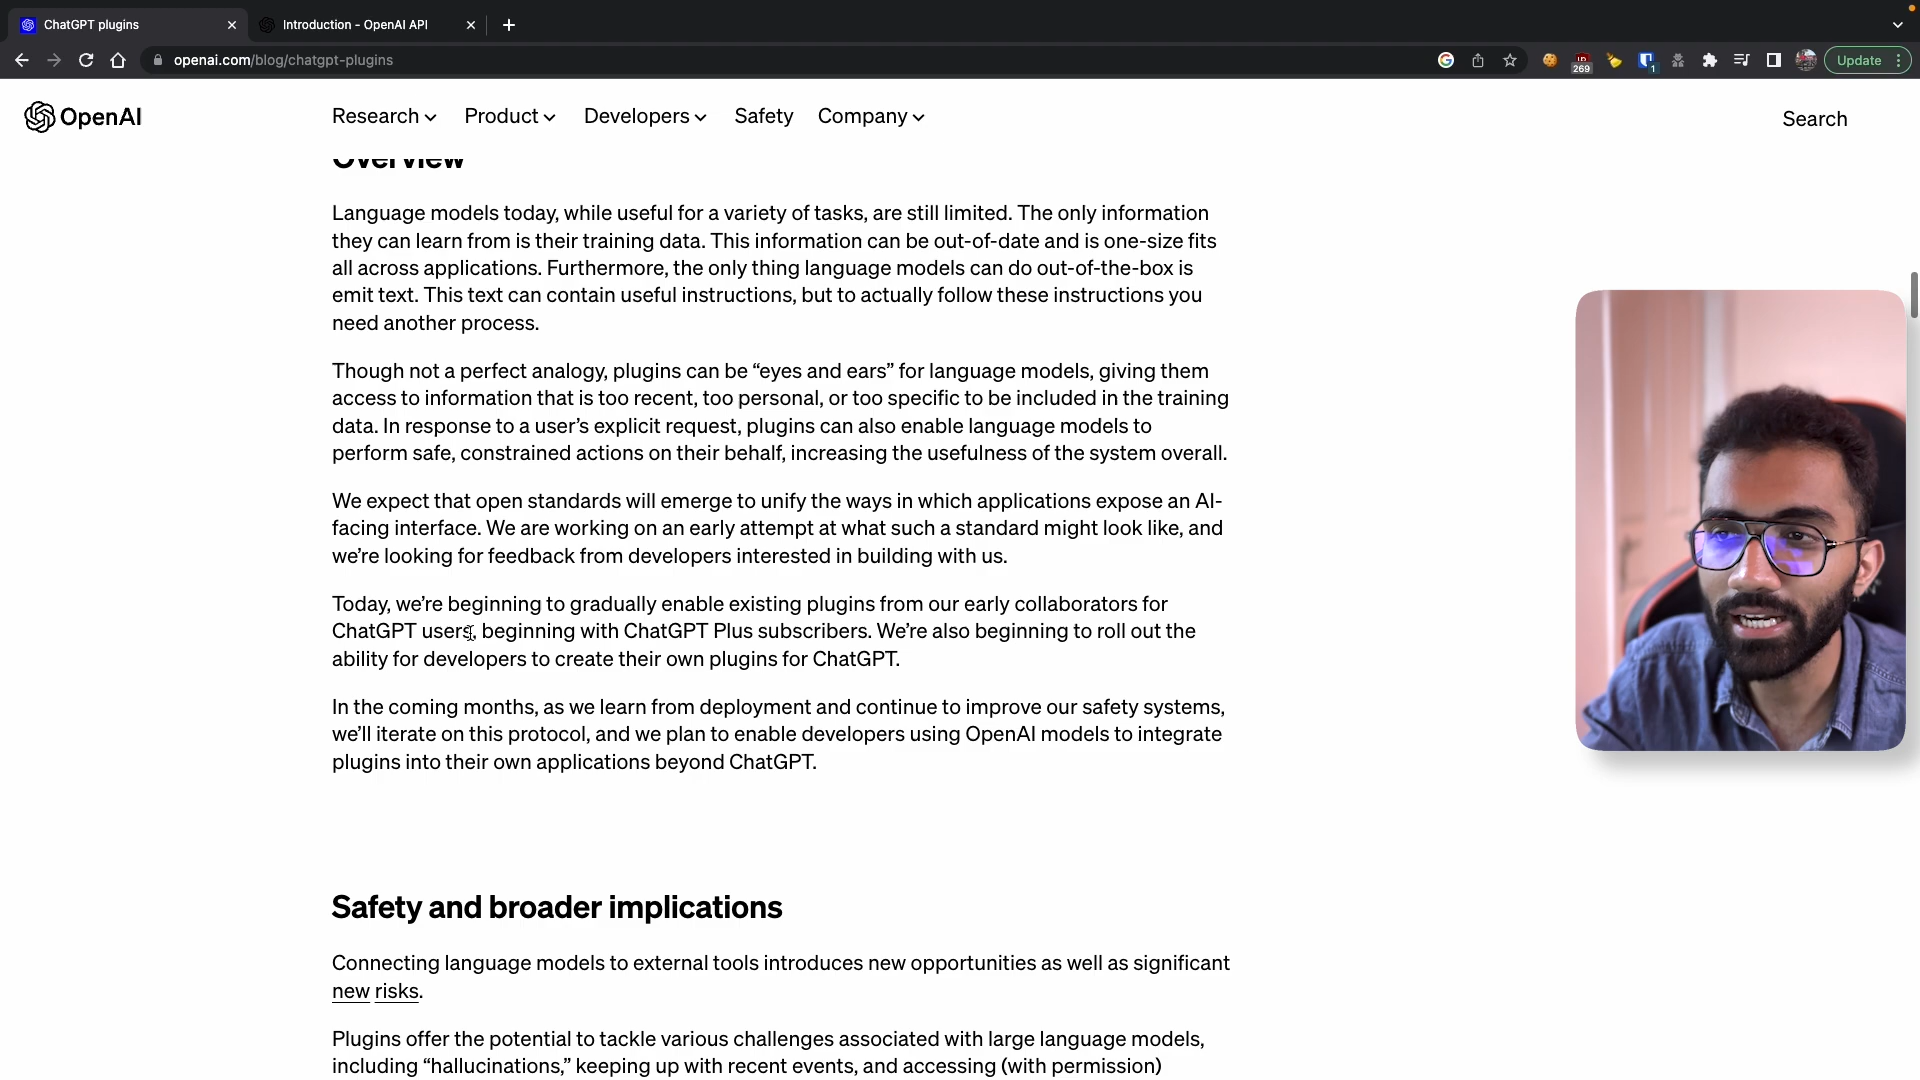 ChatGPT plugins
Introduction - OpenAI API
openai.com/blog/chatgpt-plugins
269
1
Update
OpenAI
Research
Product
Developers
Safety
Company
Search
Overview
Language models today, while useful for a variety of tasks, are still limited. The only information
they can learn from is their training data. This information can be out-of-date and is one-size fits
all across applications. Furthermore, the only thing language models can do out-of-the-box is
emit text. This text can contain useful instructions, but to actually follow these instructions you
need another process.
Though not a perfect analogy, plugins can be “eyes and ears” for language models, giving them
access to information that is too recent, too personal, or too specific to be included in the training
data. In response to a user’s explicit request, plugins can also enable language models to
perform safe, constrained actions on their behalf, increasing the usefulness of the system overall.
We expect that open standards will emerge to unify the ways in which applications expose an AI-
facing interface. We are working on an early attempt at what such a standard might look like, and
we’re looking for feedback from developers interested in building with us.
Today, we’re beginning to gradually enable existing plugins from our early collaborators for
ChatGPT users, beginning with ChatGPT Plus subscribers. We’re also beginning to roll out the
ability for developers to create their own plugins for ChatGPT.
In the coming months, as we learn from deployment and continue to improve our safety systems,
we’ll iterate on this protocol, and we plan to enable developers using OpenAI models to integrate
plugins into their own applications beyond ChatGPT.
Safety and broader implications
Connecting language models to external tools introduces new opportunities as well as significant
new risks.
Plugins offer the potential to tackle various challenges associated with large language models,
including “hallucinations,” keeping up with recent events, and accessing (with permission)